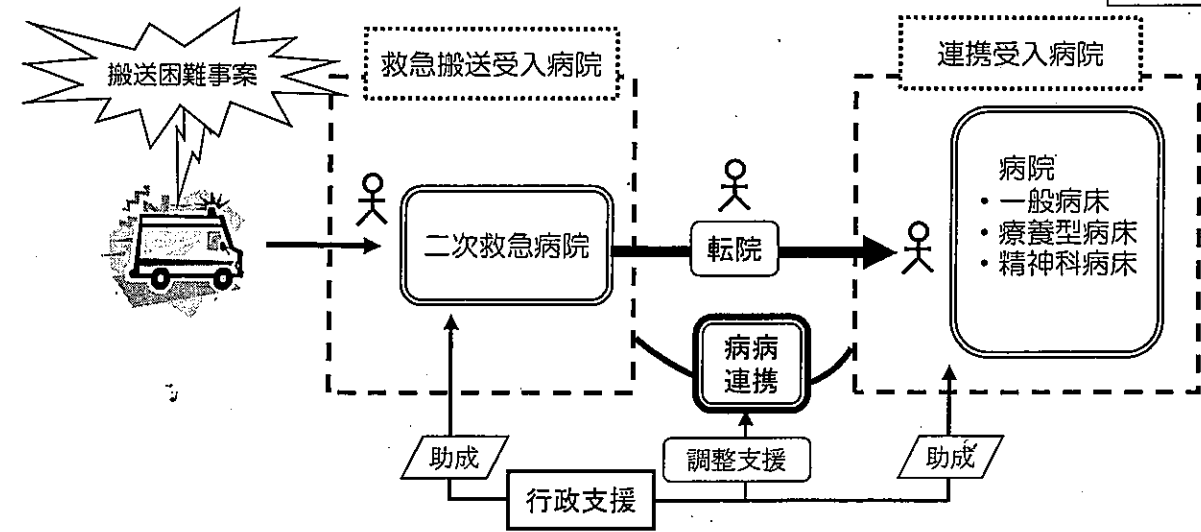 搬送困難事案
救急搬送受入病院
連携受入病院
二次救急病院
転院
病院
・一般病床
・療養型病床
・精神科病床
病病
連携
助成
調整支援
助成
行政支援